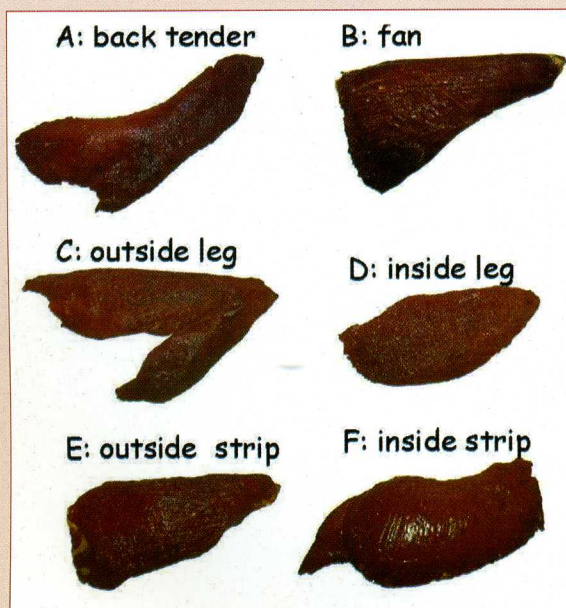 A: back tender
B: fan
C: outside leg
D: inside leg
E: outside strip
F: inside strip